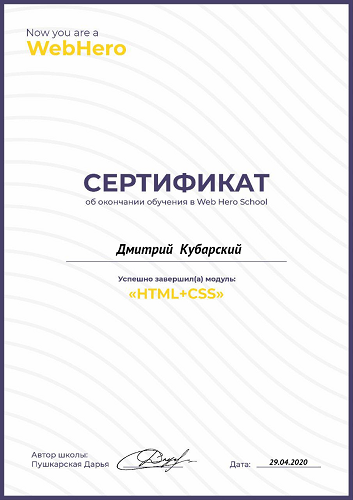 Now you are a
WebHero
СЕРТИФИКАТ
об окончании обучения в Web Hero School
Дмитрий Кубарский
Успешно завершил(а) модуль:
«HTML+CSS»
Автор школы:
Пушкарская Дарья
Дата: 29.04.2020